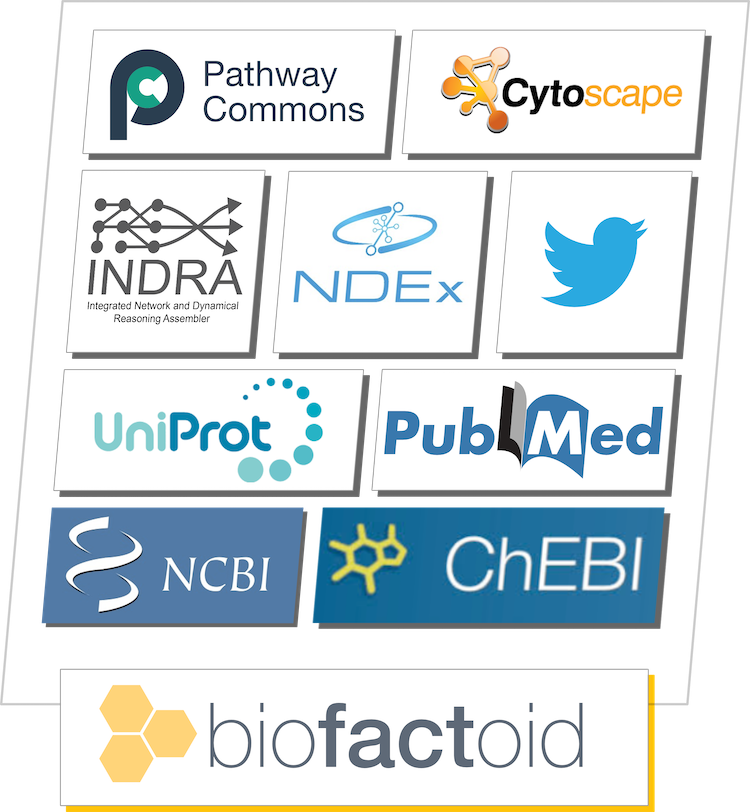 Pathway
Commons
Cytoscape
INDRA
Integrated Network and Dynamical
Reasoning Assembler
NDEx
UniProt
PubMed
NCBI
ChEBI
biofactoid